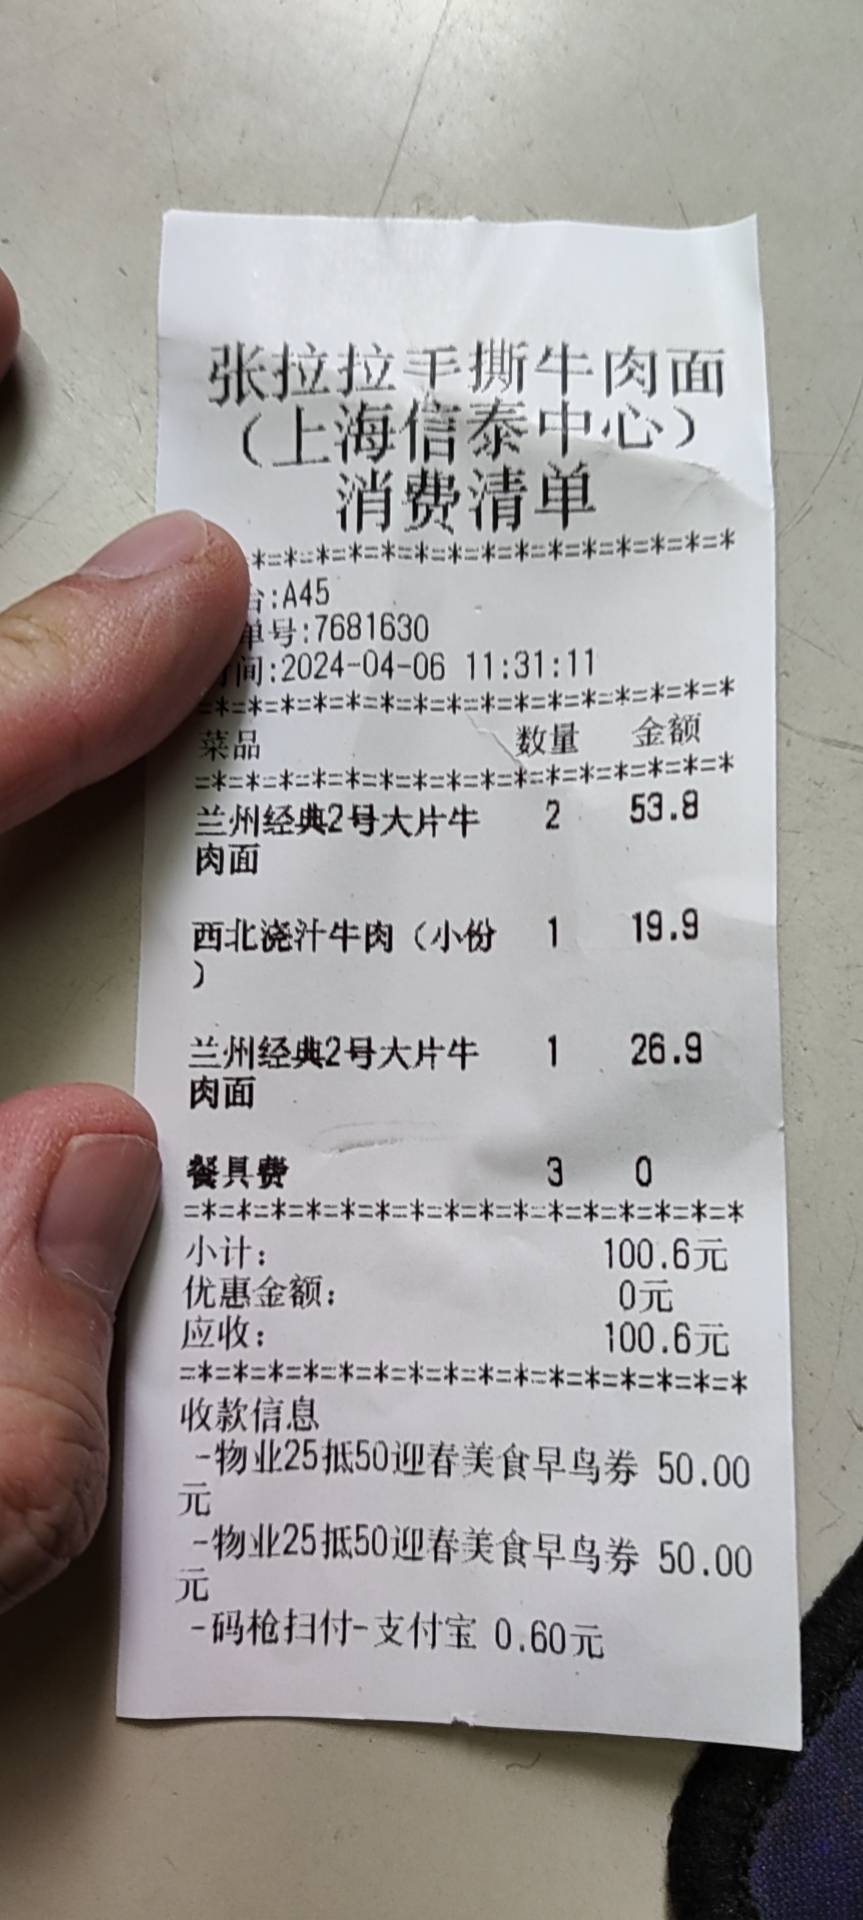 张拉拉手撕牛肉面
（上海信泰中心）
消费清单
*=*=*=*=*=*=*=*=*=*=*=*=*=*=*
台:A45
单号:7681630
时间:2024-04-06 11:31:11
=*=*=*=*=*=*=*=*=*=*=*=*=*=*=*=*
菜品 数量 金额
=*=*=*=*=*=*=*=*=*=*=*=*=*=*=*=*
兰州经典2号大片牛 2 53.8
肉面
西北浇汁牛肉（小份 1 19.9
）
兰州经典2号大片牛 1 26.9
肉面
餐具费 3 0
=*=*=*=*=*=*=*=*=*=*=*=*=*=*=*=*
小计： 100.6元
优惠金额： 0元
应收： 100.6元
=*=*=*=*=*=*=*=*=*=*=*=*=*=*=*=*
收款信息
-物业25抵50迎春美食早鸟券 50.00
元
-物业25抵50迎春美食早鸟券 50.00
元
-码枪扫付-支付宝 0.60元